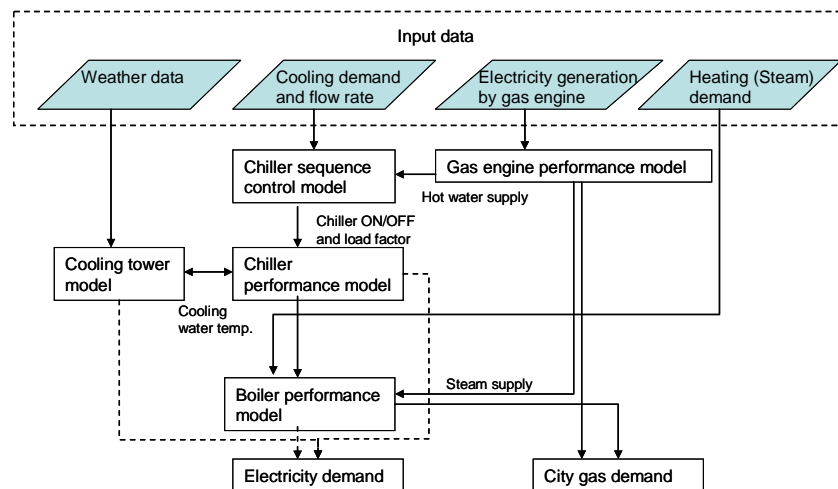 Input data
Weather data
Cooling demand
and flow rate
Electricity generation
by gas engine
Heating (Steam)
demand
Chiller sequence
control model
Gas engine performance model
Hot water supply
Chiller ON/OFF
and load factor
Cooling tower
model
Chiller
performance model
Cooling
water temp.
Boiler performance
model
Steam supply
Electricity demand
City gas demand